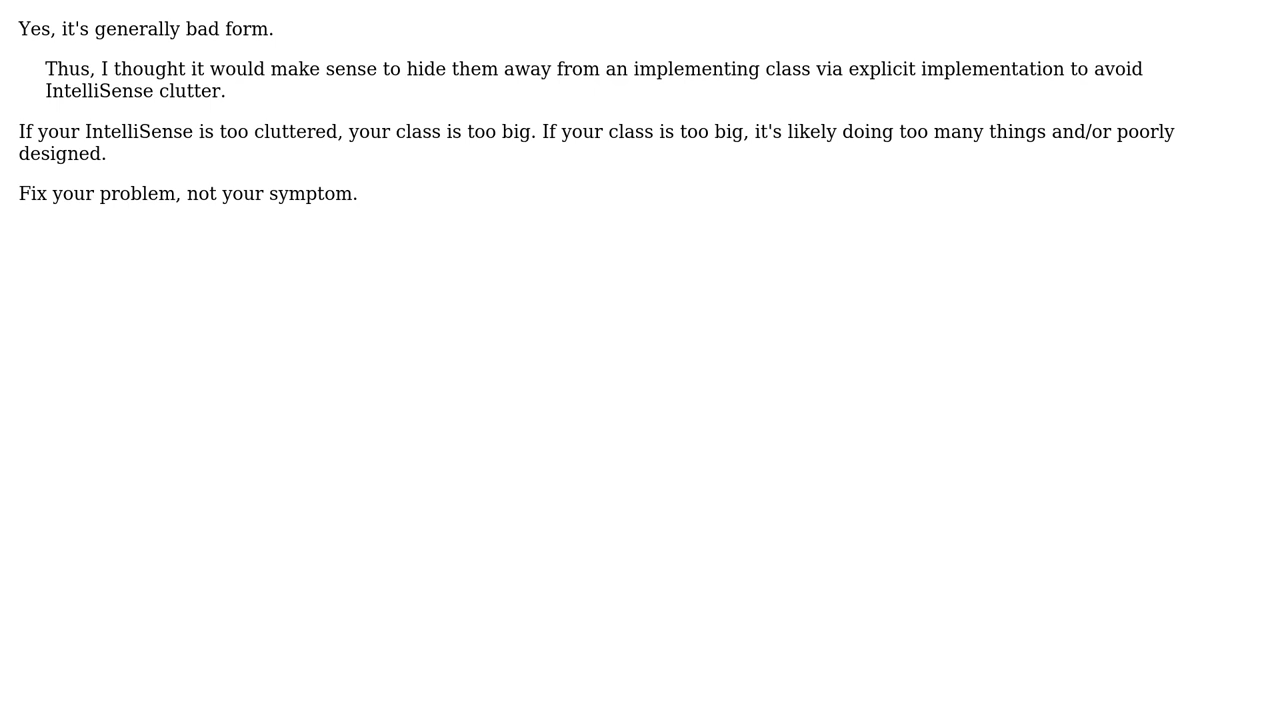 Yes, it's generally bad form.
Thus, I thought it would make sense to hide them away from an implementing class via explicit implementation to avoid
IntelliSense clutter.
If your IntelliSense is too cluttered, your class is too big. If your class is too big, it's likely doing too many things and/or poorly
designed.
Fix your problem, not your symptom.